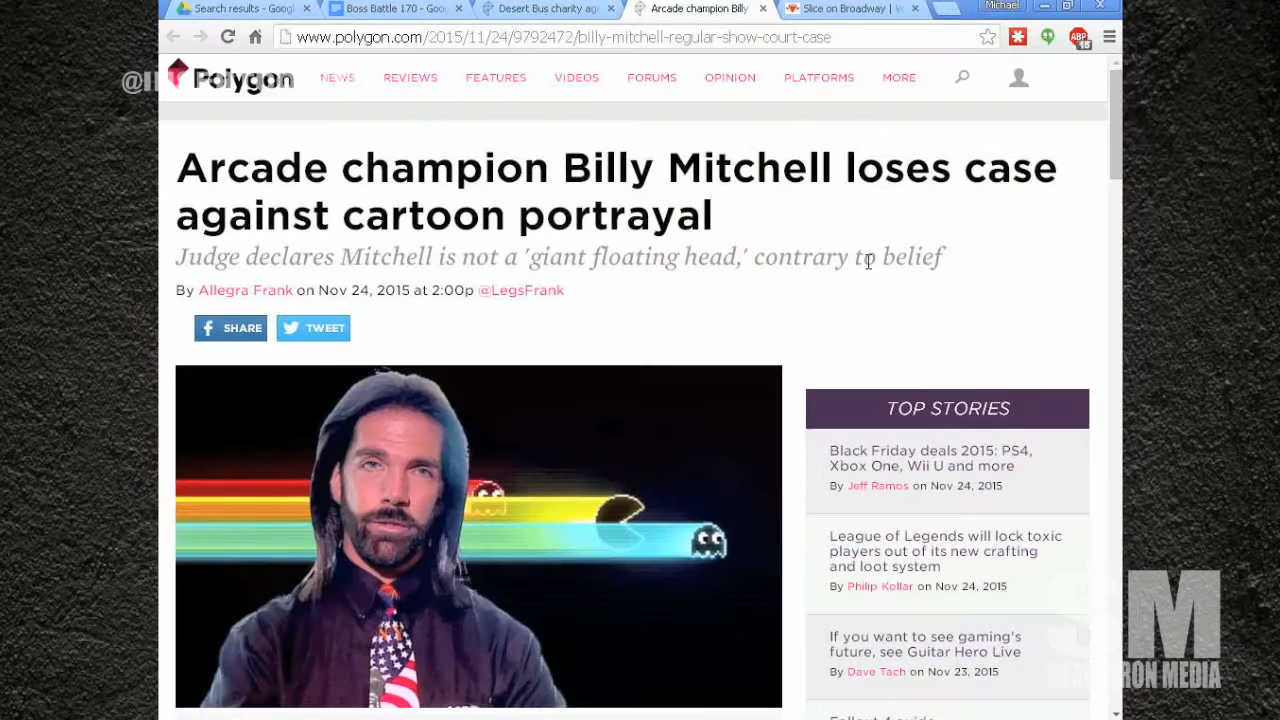 Search results - Googl
Boss Battle 170 - Goog
Desert Bus charity aga
Arcade champion Billy
Slice on Broadway | W
Michael
www.polygon.com/2015/11/24/9792472/billy-mitchell-regular-show-court-case
ABP
15
Polygon
NEWS
REVIEWS
FEATURES
VIDEOS
FORUMS
OPINION
PLATFORMS
MORE
Arcade champion Billy Mitchell loses case
against cartoon portrayal
Judge declares Mitchell is not a 'giant floating head,' contrary to belief
By Allegra Frank on Nov 24, 2015 at 2:00p @LegsFrank
SHARE
TWEET
TOP STORIES
Black Friday deals 2015: PS4,
Xbox One, Wii U and more
By Jeff Ramos on Nov 24, 2015
League of Legends will lock toxic
players out of its new crafting
and loot system
By Philip Kollar on Nov 24, 2015
If you want to see gaming's
future, see Guitar Hero Live
By Dave Tach on Nov 23, 2015
SM
RON MEDIA